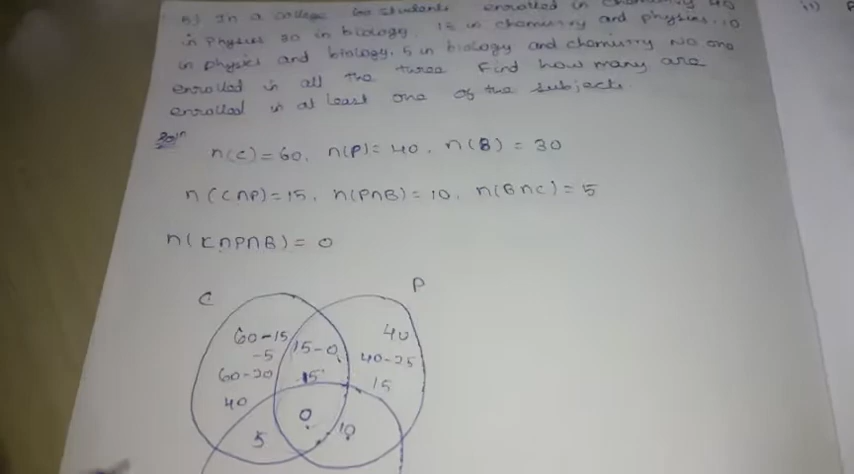 5) In a college 60 students enrolled in chemistry 40
in Physics 30 in biology. 15 in chemistry and physics. 10
in physics and biology. 5 in biology and chemistry No one
enrolled in all the three. Find how many are
enrolled in at least one of the subject.
Soln
n(C)=60, n(P)=40, n(B)=30
n(C∩P)=15, n(P∩B)=10, n(B∩C)=5
n(C∩P∩B)=0
C
P
60-15
-5
60-20
40
15-0
15
40
40-25
15
0
5
10
ii)